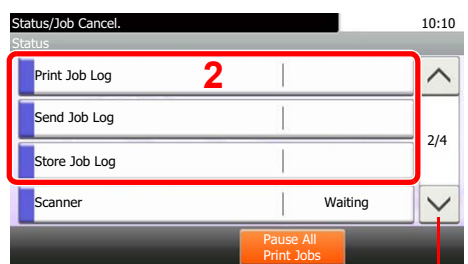 Status/Job Cancel. 10:10
Status
Print Job Log 2
Send Job Log
2/4
Store Job Log
Scanner Waiting
Pause All
Print Jobs